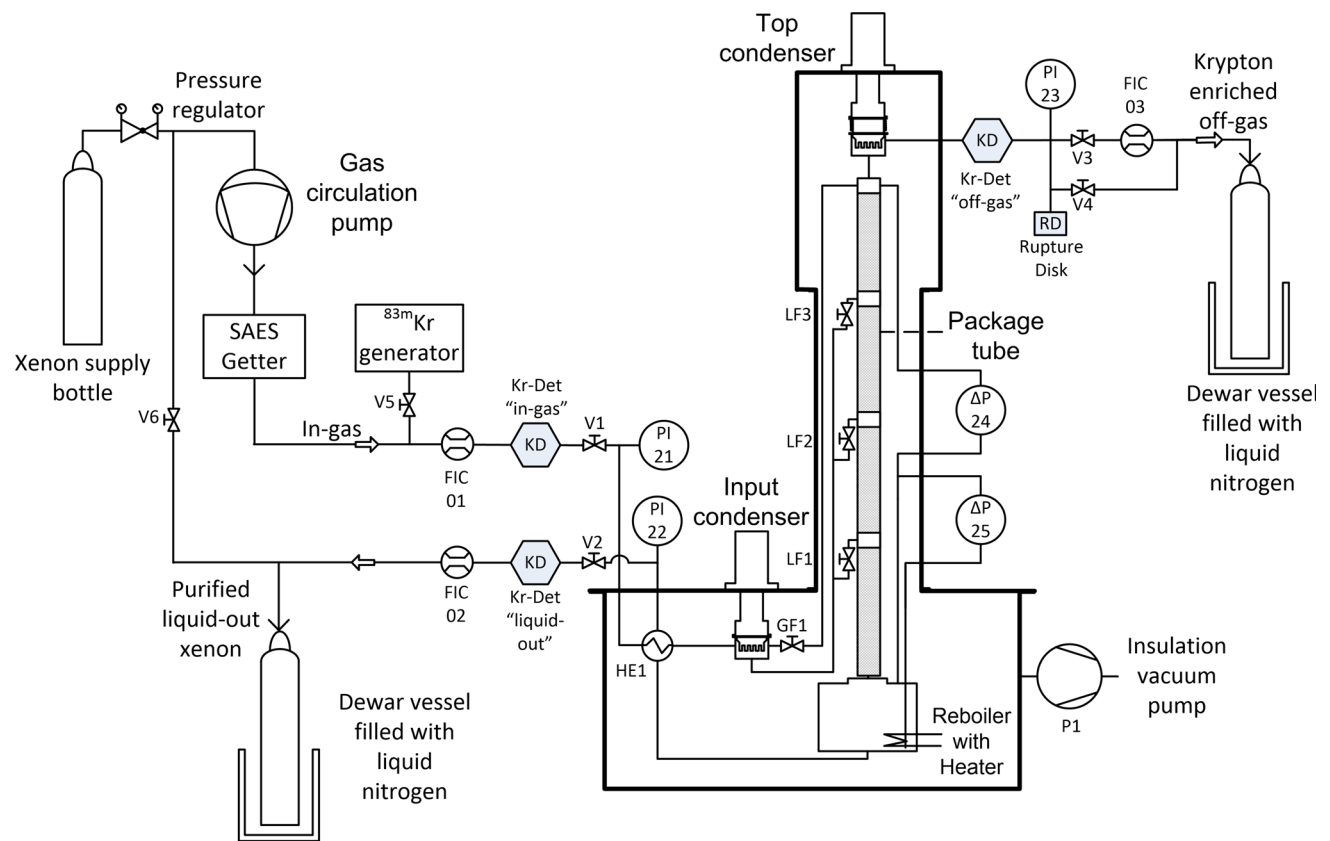 Top
condenser
Pressure
regulator
Gas
circulation
pump
Xenon supply
bottle
SAES
Getter
83mKr
generator
V5
V6
In-gas
Kr-Det
"in-gas"
KD
V1
PI
21
FIC
01
PI
22
Input
condenser
V2
KD
FIC
02
Kr-Det
"liquid-
out"
Purified
liquid-out
xenon
Dewar vessel
filled with
liquid
nitrogen
HE1
GF1
LF3
LF2
LF1
Package
tube
ΔP
24
ΔP
25
Reboiler
with
Heater
Insulation
vacuum
pump
P1
KD
Kr-Det
"off-gas"
PI
23
V3
V4
RD
Rupture
Disk
FIC
03
Krypton
enriched
off-gas
Dewar vessel
filled with
liquid
nitrogen